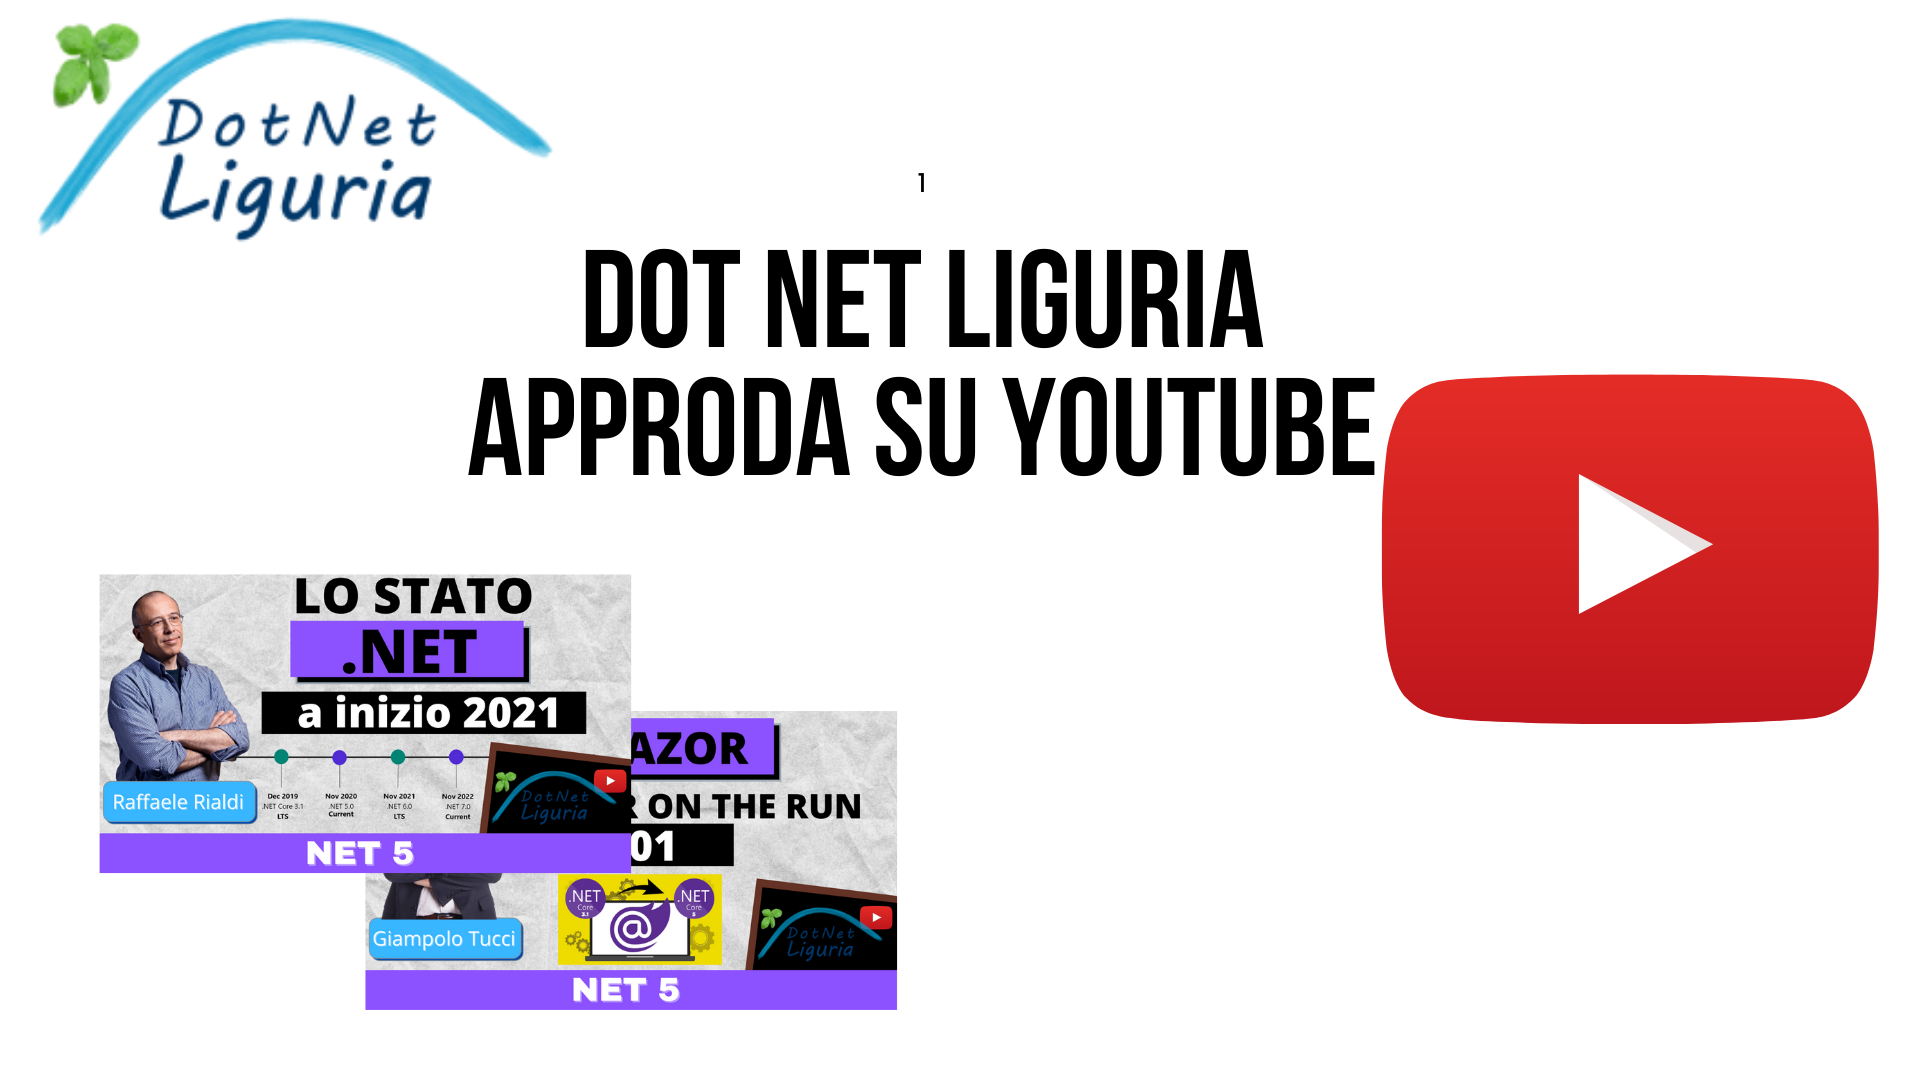 DotNet
Liguria
1
DOT NET LIGURIA
APPRODA SU YOUTUBE
LO STATO
.NET
a inizio 2021
Raffaele Rialdi
Dec 2019
.NET Core 3.1
LTS
Nov 2020
.NET 5.0
Current
Nov 2021
.NET 6.0
LTS
Nov 2022
.NET 7.0
Current
DotNet
Liguria
NET 5
AZOR
R ON THE RUN
01
.NET
Core
3.1
.NET
Core
5
@
Giampolo Tucci
DotNet
Liguria
NET 5